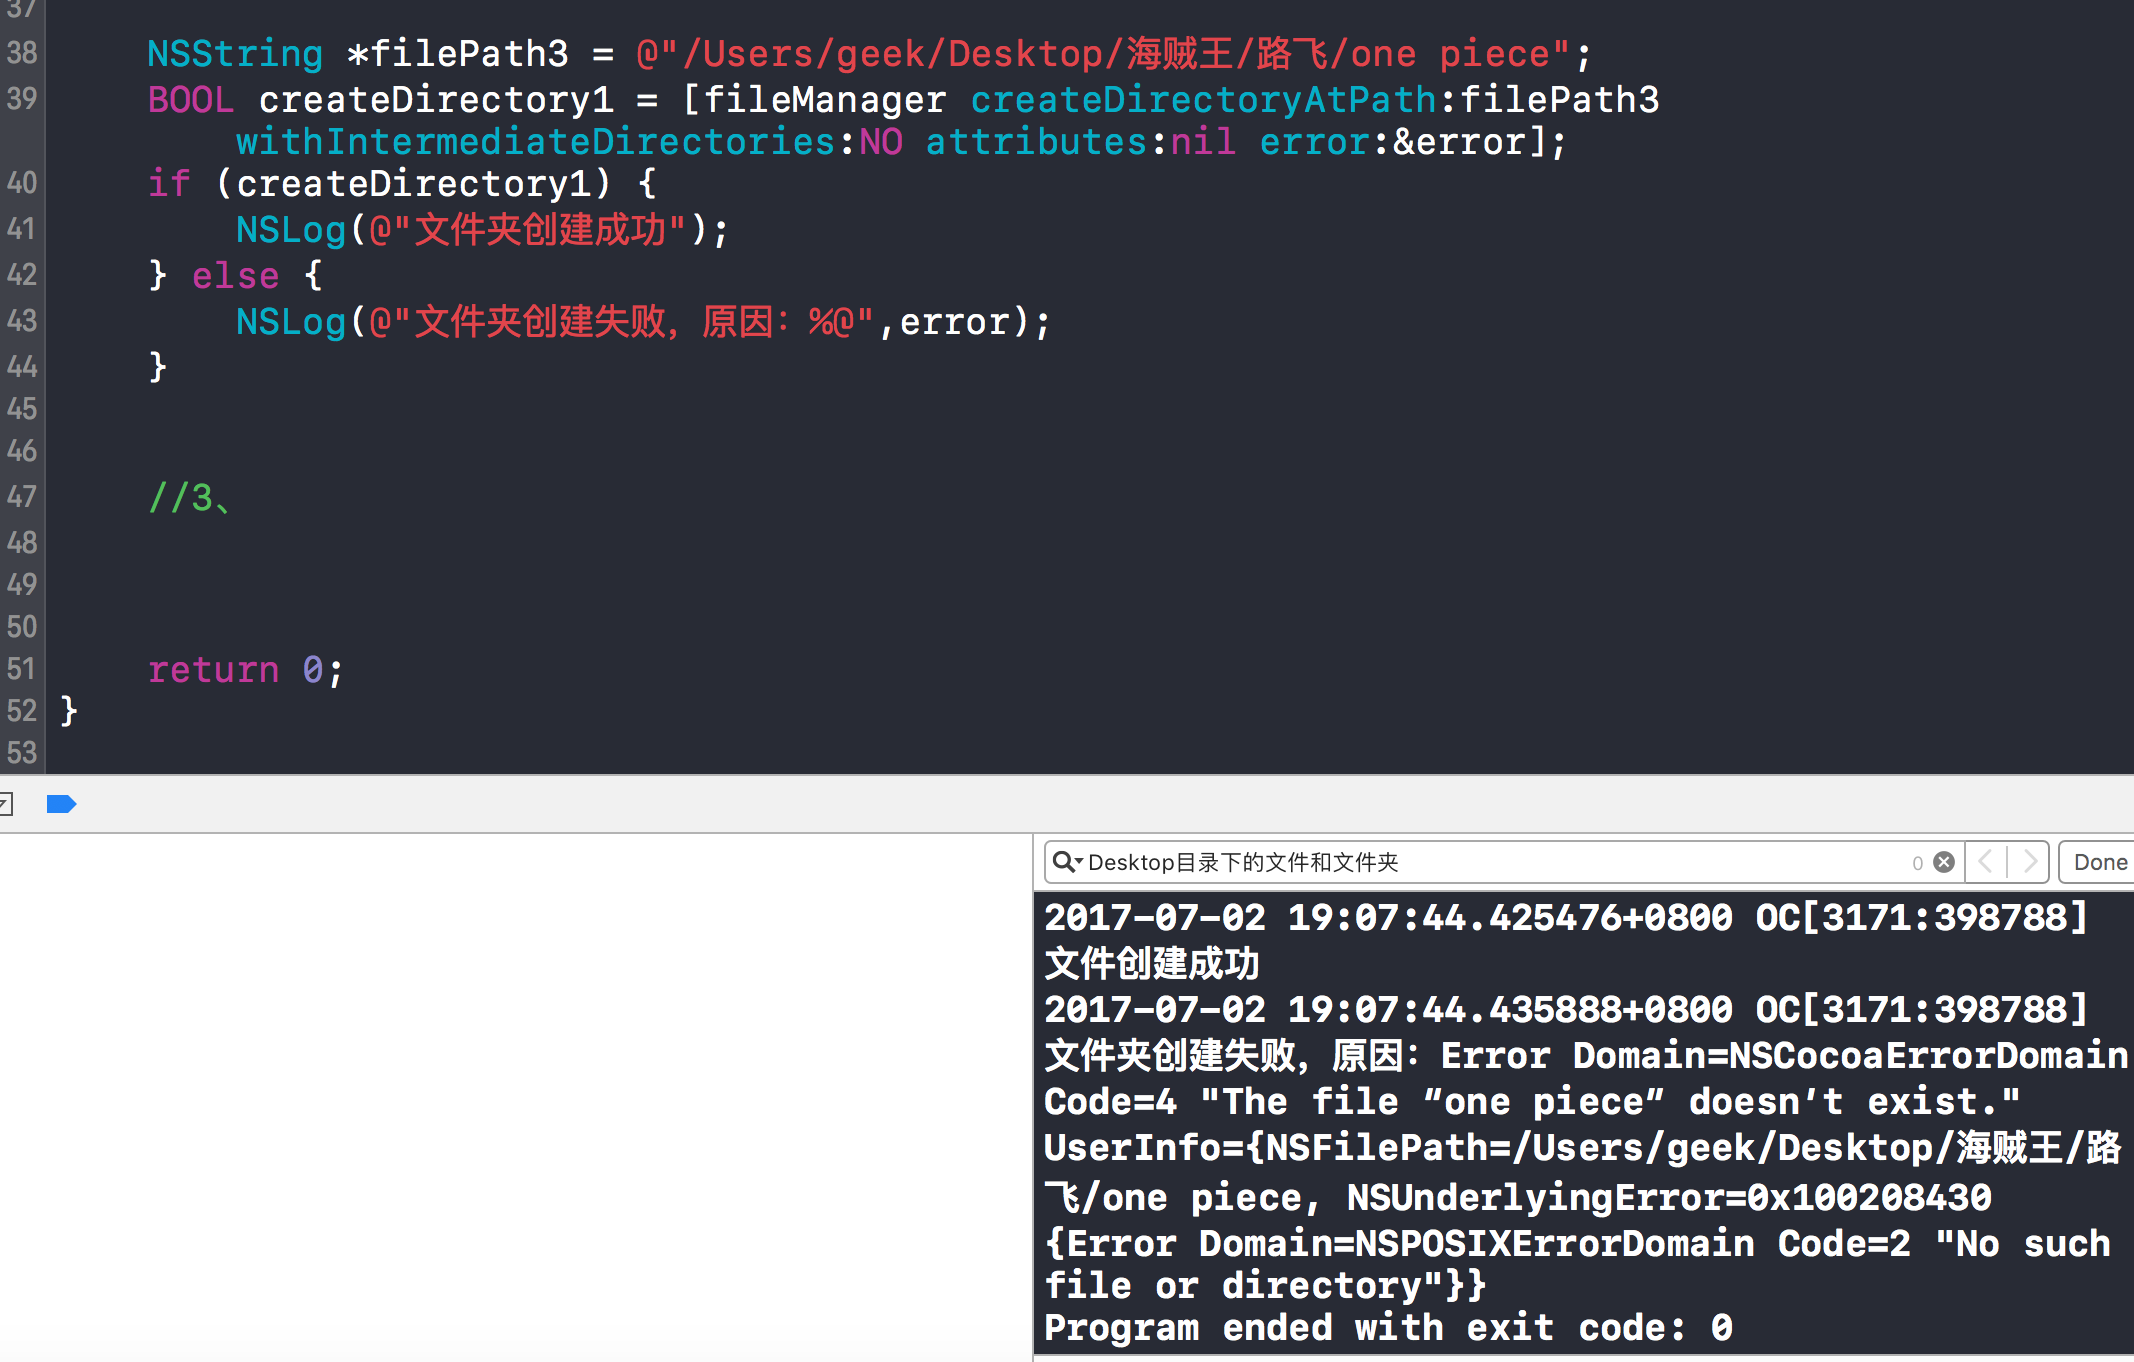 37
38 NSString *filePath3 = @"/Users/geek/Desktop/海贼王/路飞/one piece";
39 BOOL createDirectory1 = [fileManager createDirectoryAtPath:filePath3
withIntermediateDirectories:NO attributes:nil error:&error];
40 if (createDirectory1) {
41 NSLog(@"文件夹创建成功");
42 } else {
43 NSLog(@"文件夹创建失败，原因：%@",error);
44 }
45
46
47 //3、
48
49
50
51 return 0;
52 }
53
Desktop目录下的文件和文件夹 0 Done
2017-07-02 19:07:44.425476+0800 OC[3171:398788]
文件创建成功
2017-07-02 19:07:44.435888+0800 OC[3171:398788]
文件夹创建失败，原因：Error Domain=NSCocoaErrorDomain
Code=4 "The file “one piece” doesn’t exist."
UserInfo={NSFilePath=/Users/geek/Desktop/海贼王/路
飞/one piece, NSUnderlyingError=0x100208430
{Error Domain=NSPOSIXErrorDomain Code=2 "No such
file or directory"}}
Program ended with exit code: 0